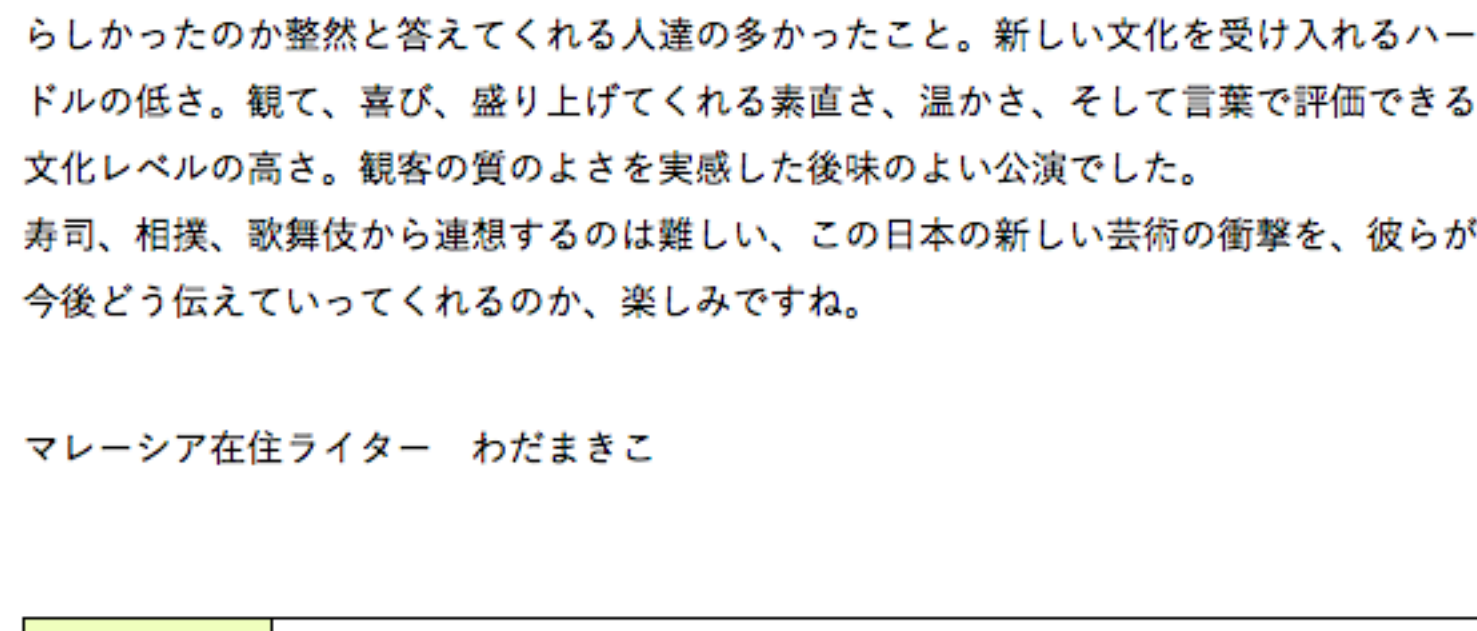 らしかったのか整然と答えてくれる人達の多かったこと。新しい文化を受け入れるハー
ドルの低さ。観て、喜び、盛り上げてくれる素直さ、温かさ、そして言葉で評価できる
文化レベルの高さ。観客の質のよさを実感した後味のよい公演でした。
寿司、相撲、歌舞伎から連想するのは難しい、この日本の新しい芸術の衝撃を、彼らが
今後どう伝えていってくれるのか、楽しみですね。
マレーシア在住ライター　わだまきこ